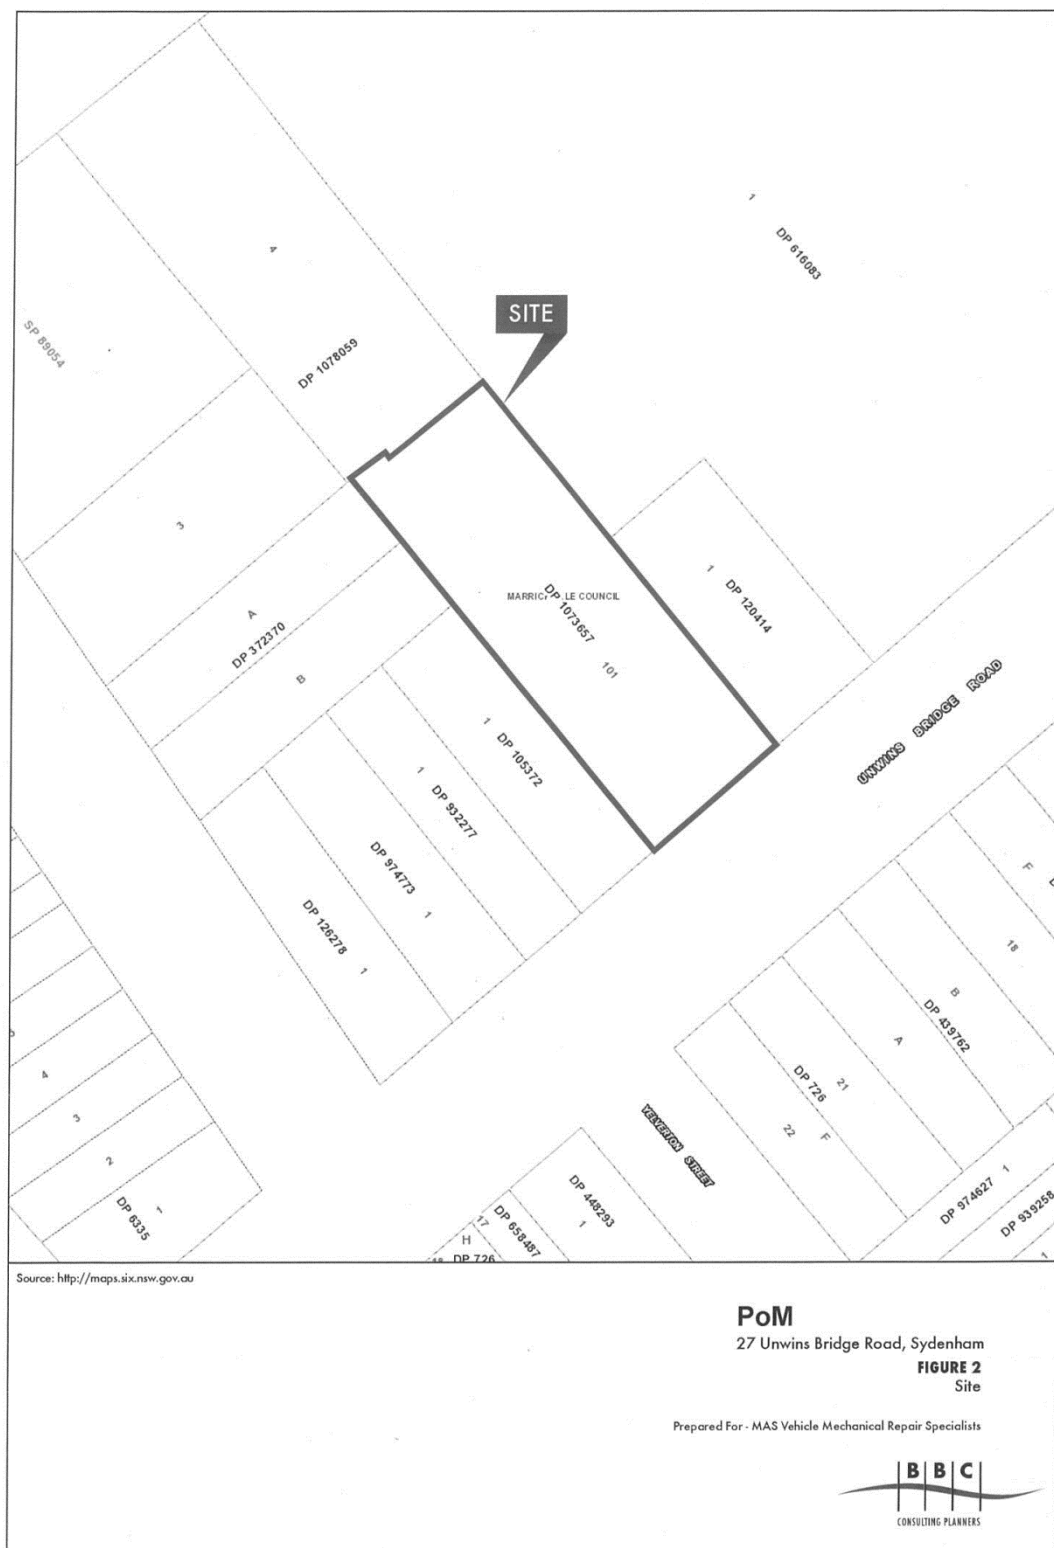 1
DP 616083
4
SITE
SP 89054
DP 1078059
3
A
DP 372370
B
MARRIC LE COUNCIL
DP 1073657
101
1
DP 120414
UNWINS BRIDGE ROAD
1
DP 105372
1
DP 932277
DP 974773
1
DP 126278
1
F
18
B
DP 439762
A
21
DP 726
F
22
YELVERTON STREET
4
3
2
1
DP 6335
DP 448293
1
17
DP 658487
H
DP 726
DP 974627 1
DP 939258
1
Source: http://maps.six.nsw.gov.au
PoM
27 Unwins Bridge Road, Sydenham
FIGURE 2
Site
Prepared For - MAS Vehicle Mechanical Repair Specialists
B B C
CONSULTING PLANNERS